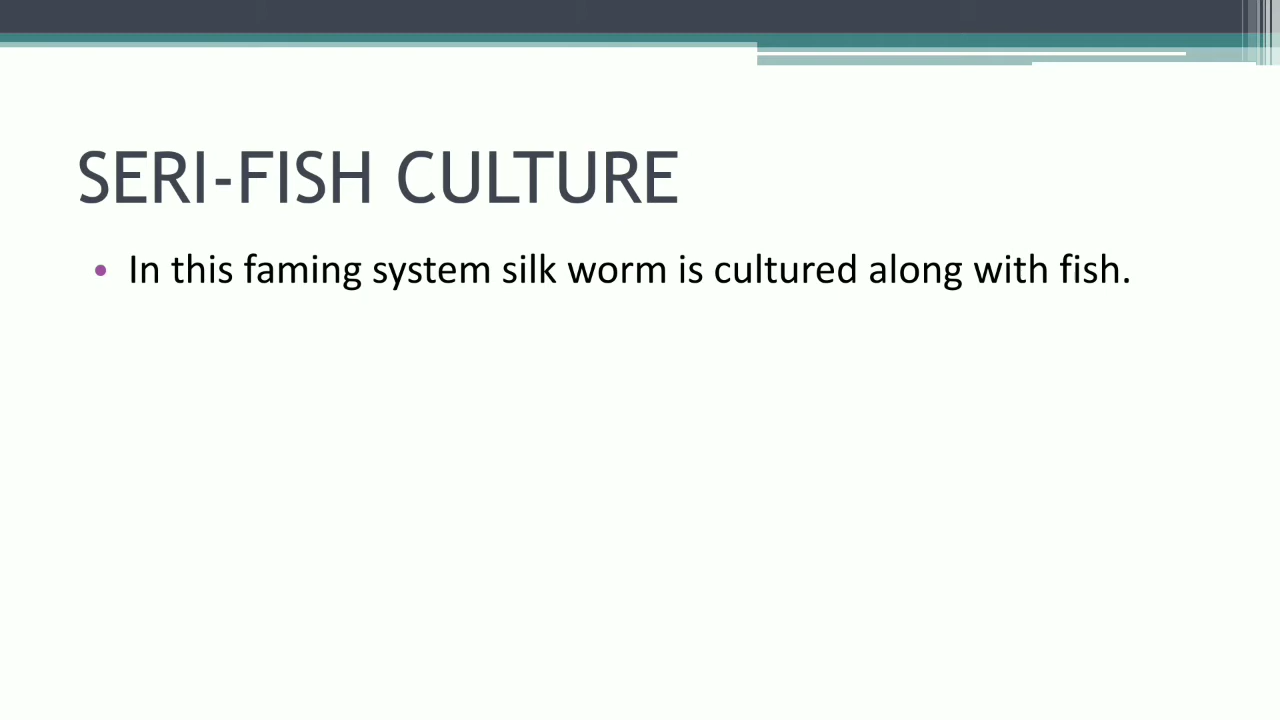 SERI-FISH CULTURE
• In this faming system silk worm is cultured along with fish.